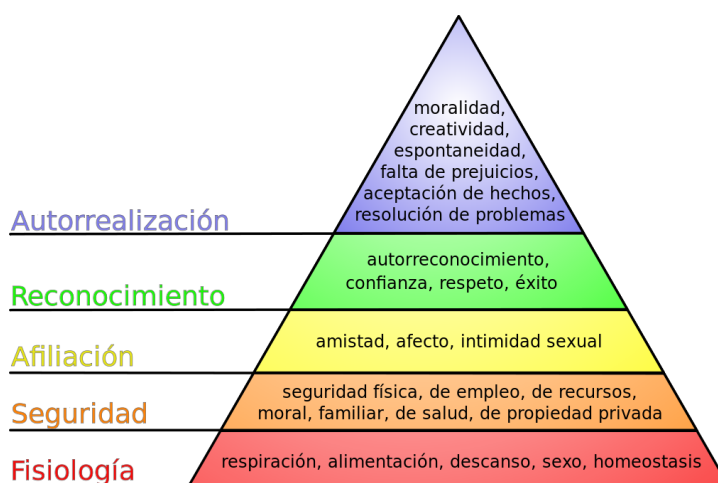 moralidad,
creatividad,
espontaneidad,
falta de prejuicios,
aceptación de hechos,
resolución de problemas
Autorrealización
autorreconocimiento,
confianza, respeto, éxito
Reconocimiento
amistad, afecto, intimidad sexual
Afiliación
seguridad física, de empleo, de recursos,
moral, familiar, de salud, de propiedad privada
Seguridad
respiración, alimentación, descanso, sexo, homeostasis
Fisiología